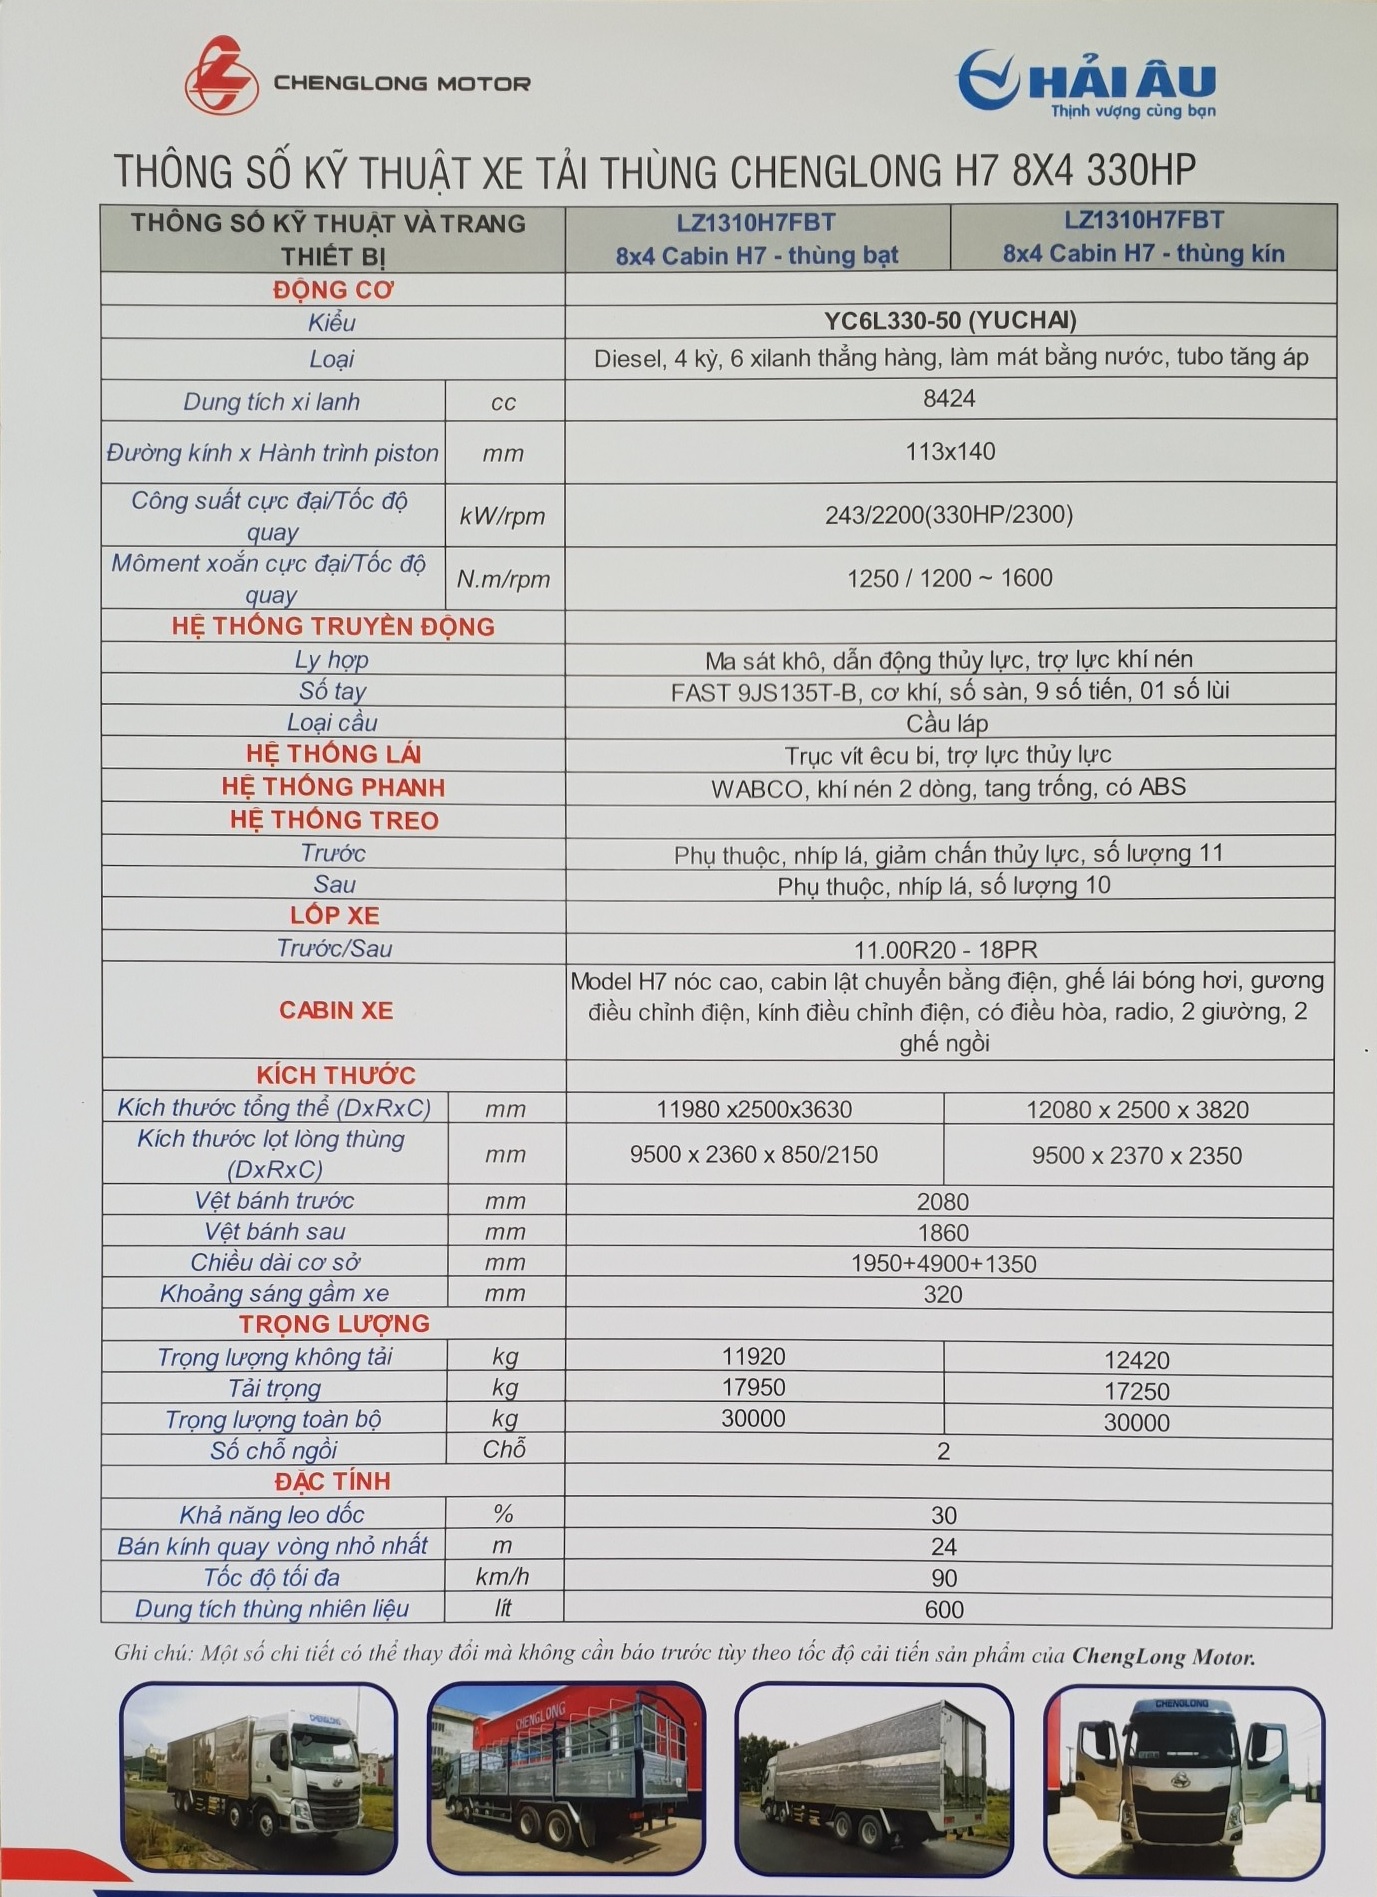 CHENGLONG MOTOR
HẢI ÂU
Thịnh vượng cùng bạn
THÔNG SỐ KỸ THUẬT XE TẢI THÙNG CHENGLONG H7 8X4 330HP
THÔNG SỐ KỸ THUẬT VÀ TRANG THIẾT BỊ
LZ1310H7FBT
8x4 Cabin H7 - thùng bạt
LZ1310H7FBT
8x4 Cabin H7 - thùng kín
ĐỘNG CƠ
Kiểu YC6L330-50 (YUCHAI)
Loại Diesel, 4 kỳ, 6 xilanh thẳng hàng, làm mát bằng nước, tubo tăng áp
Dung tích xi lanh cc 8424
Đường kính x Hành trình piston mm 113x140
Công suất cực đại/Tốc độ quay kW/rpm 243/2200(330HP/2300)
Môment xoắn cực đại/Tốc độ quay N.m/rpm 1250 / 1200 ~ 1600
HỆ THỐNG TRUYỀN ĐỘNG
Ly hợp Ma sát khô, dẫn động thủy lực, trợ lực khí nén
Số tay FAST 9JS135T-B, cơ khí, số sàn, 9 số tiến, 01 số lùi
Loại cầu Cầu láp
HỆ THỐNG LÁI Trục vít êcu bi, trợ lực thủy lực
HỆ THỐNG PHANH WABCO, khí nén 2 dòng, tang trống, có ABS
HỆ THỐNG TREO
Trước Phụ thuộc, nhíp lá, giảm chấn thủy lực, số lượng 11
Sau Phụ thuộc, nhíp lá, số lượng 10
LỐP XE
Trước/Sau 11.00R20 - 18PR
CABIN XE Model H7 nóc cao, cabin lật chuyển bằng điện, ghế lái bóng hơi, gương
điều chỉnh điện, kính điều chỉnh điện, có điều hòa, radio, 2 giường, 2
ghế ngồi
KÍCH THƯỚC
Kích thước tổng thể (DxRxC) mm 11980 x2500x3630 12080 x 2500 x 3820
Kích thước lọt lòng thùng (DxRxC) mm 9500 x 2360 x 850/2150 9500 x 2370 x 2350
Vệt bánh trước mm 2080
Vệt bánh sau mm 1860
Chiều dài cơ sở mm 1950+4900+1350
Khoảng sáng gầm xe mm 320
TRỌNG LƯỢNG
Trọng lượng không tải kg 11920 12420
Tải trọng kg 17950 17250
Trọng lượng toàn bộ kg 30000 30000
Số chỗ ngồi Chỗ 2
ĐẶC TÍNH
Khả năng leo dốc % 30
Bán kính quay vòng nhỏ nhất m 24
Tốc độ tối đa km/h 90
Dung tích thùng nhiên liệu lít 600
Ghi chú: Một số chi tiết có thể thay đổi mà không cần báo trước tùy theo tốc độ cải tiến sản phẩm của ChengLong Motor.
CHENGLONG
CHENGLONG
CHENGLONG